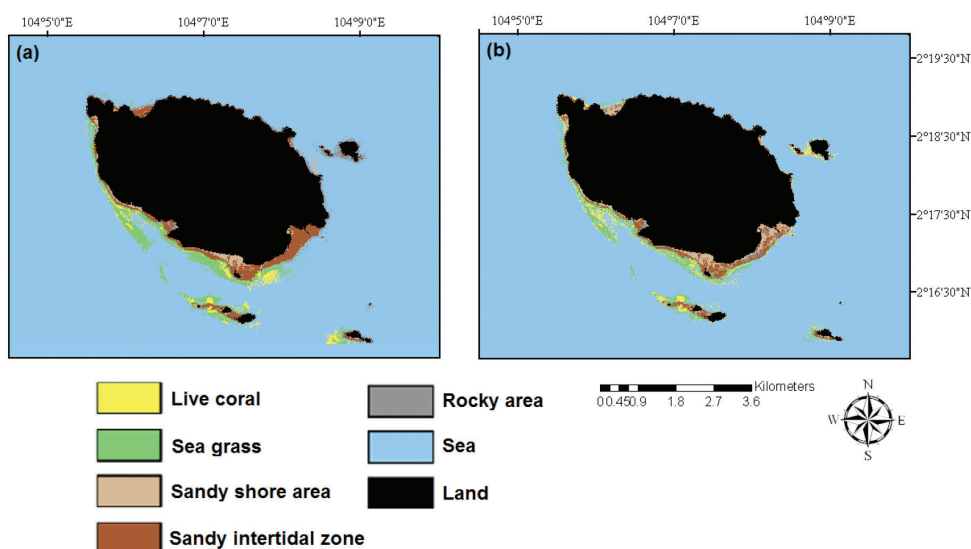 104°5'0"E 104°7'0"E 104°9'0"E 104°5'0"E 104°7'0"E 104°9'0"E
(a) (b)
2°19'30"N
2°18'30"N
2°17'30"N
2°16'30"N
Live coral
Sea grass
Sandy shore area
Sandy intertidal zone
Rocky area
Sea
Land
Kilometers
0 0.45 0.9 1.8 2.7 3.6
N
W E
S